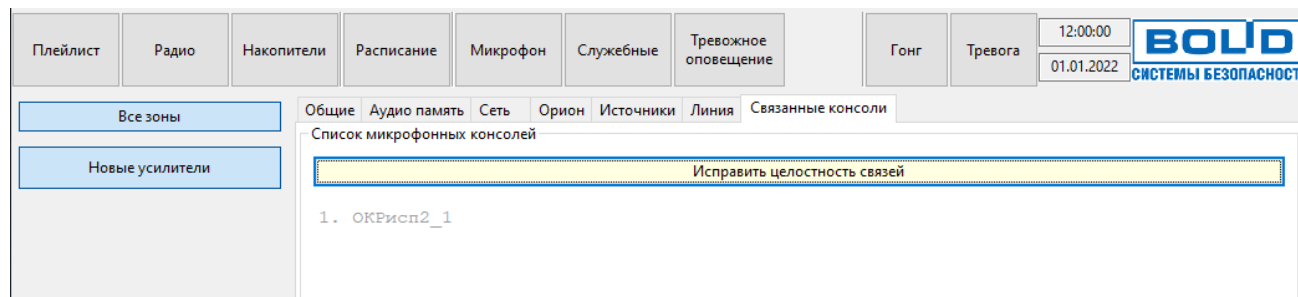 Плейлист
Радио
Накопители
Расписание
Микрофон
Служебные
Тревожное
оповещение
Гонг
Тревога
12:00:00
01.01.2022
BOLID
СИСТЕМЫ БЕЗОПАСНОСТ
Все зоны
Новые усилители
Общие Аудио память Сеть Орион Источники Линия Связанные консоли
Список микрофонных консолей
Исправить целостность связей
1. ОКРисп2_1